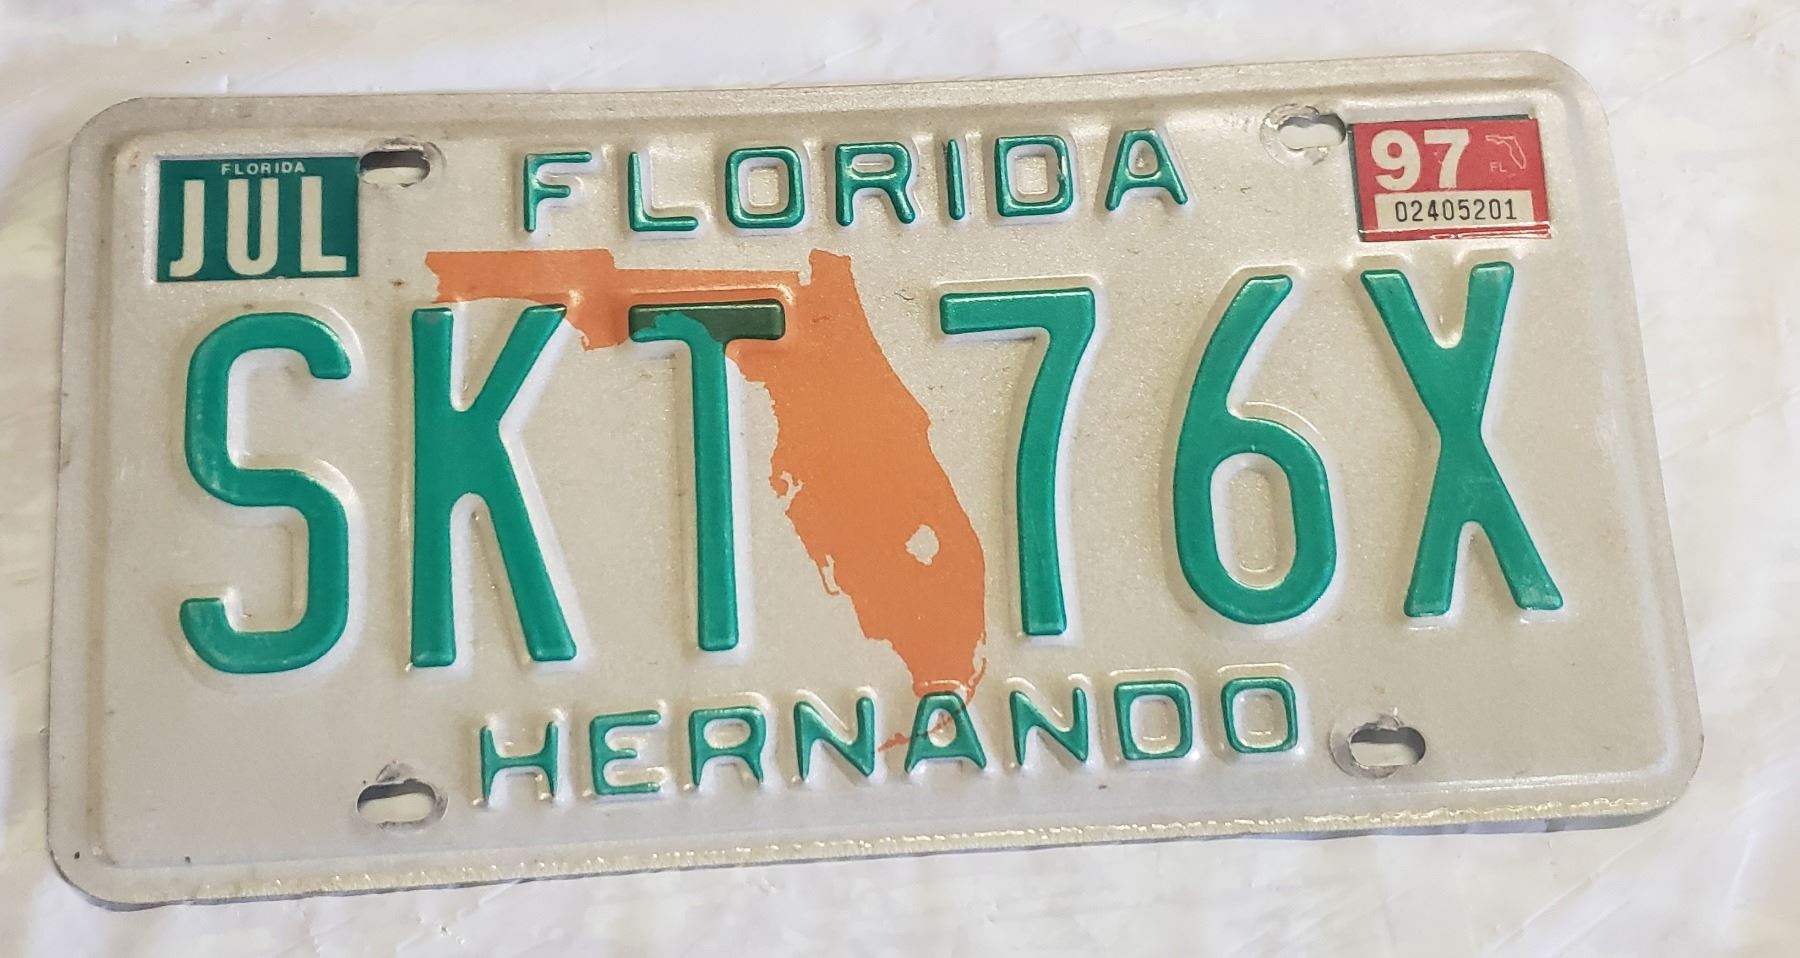 FLORIDA
JUL
FLORIDA
97
FL
02405201
SKT 76X
HERNANDO